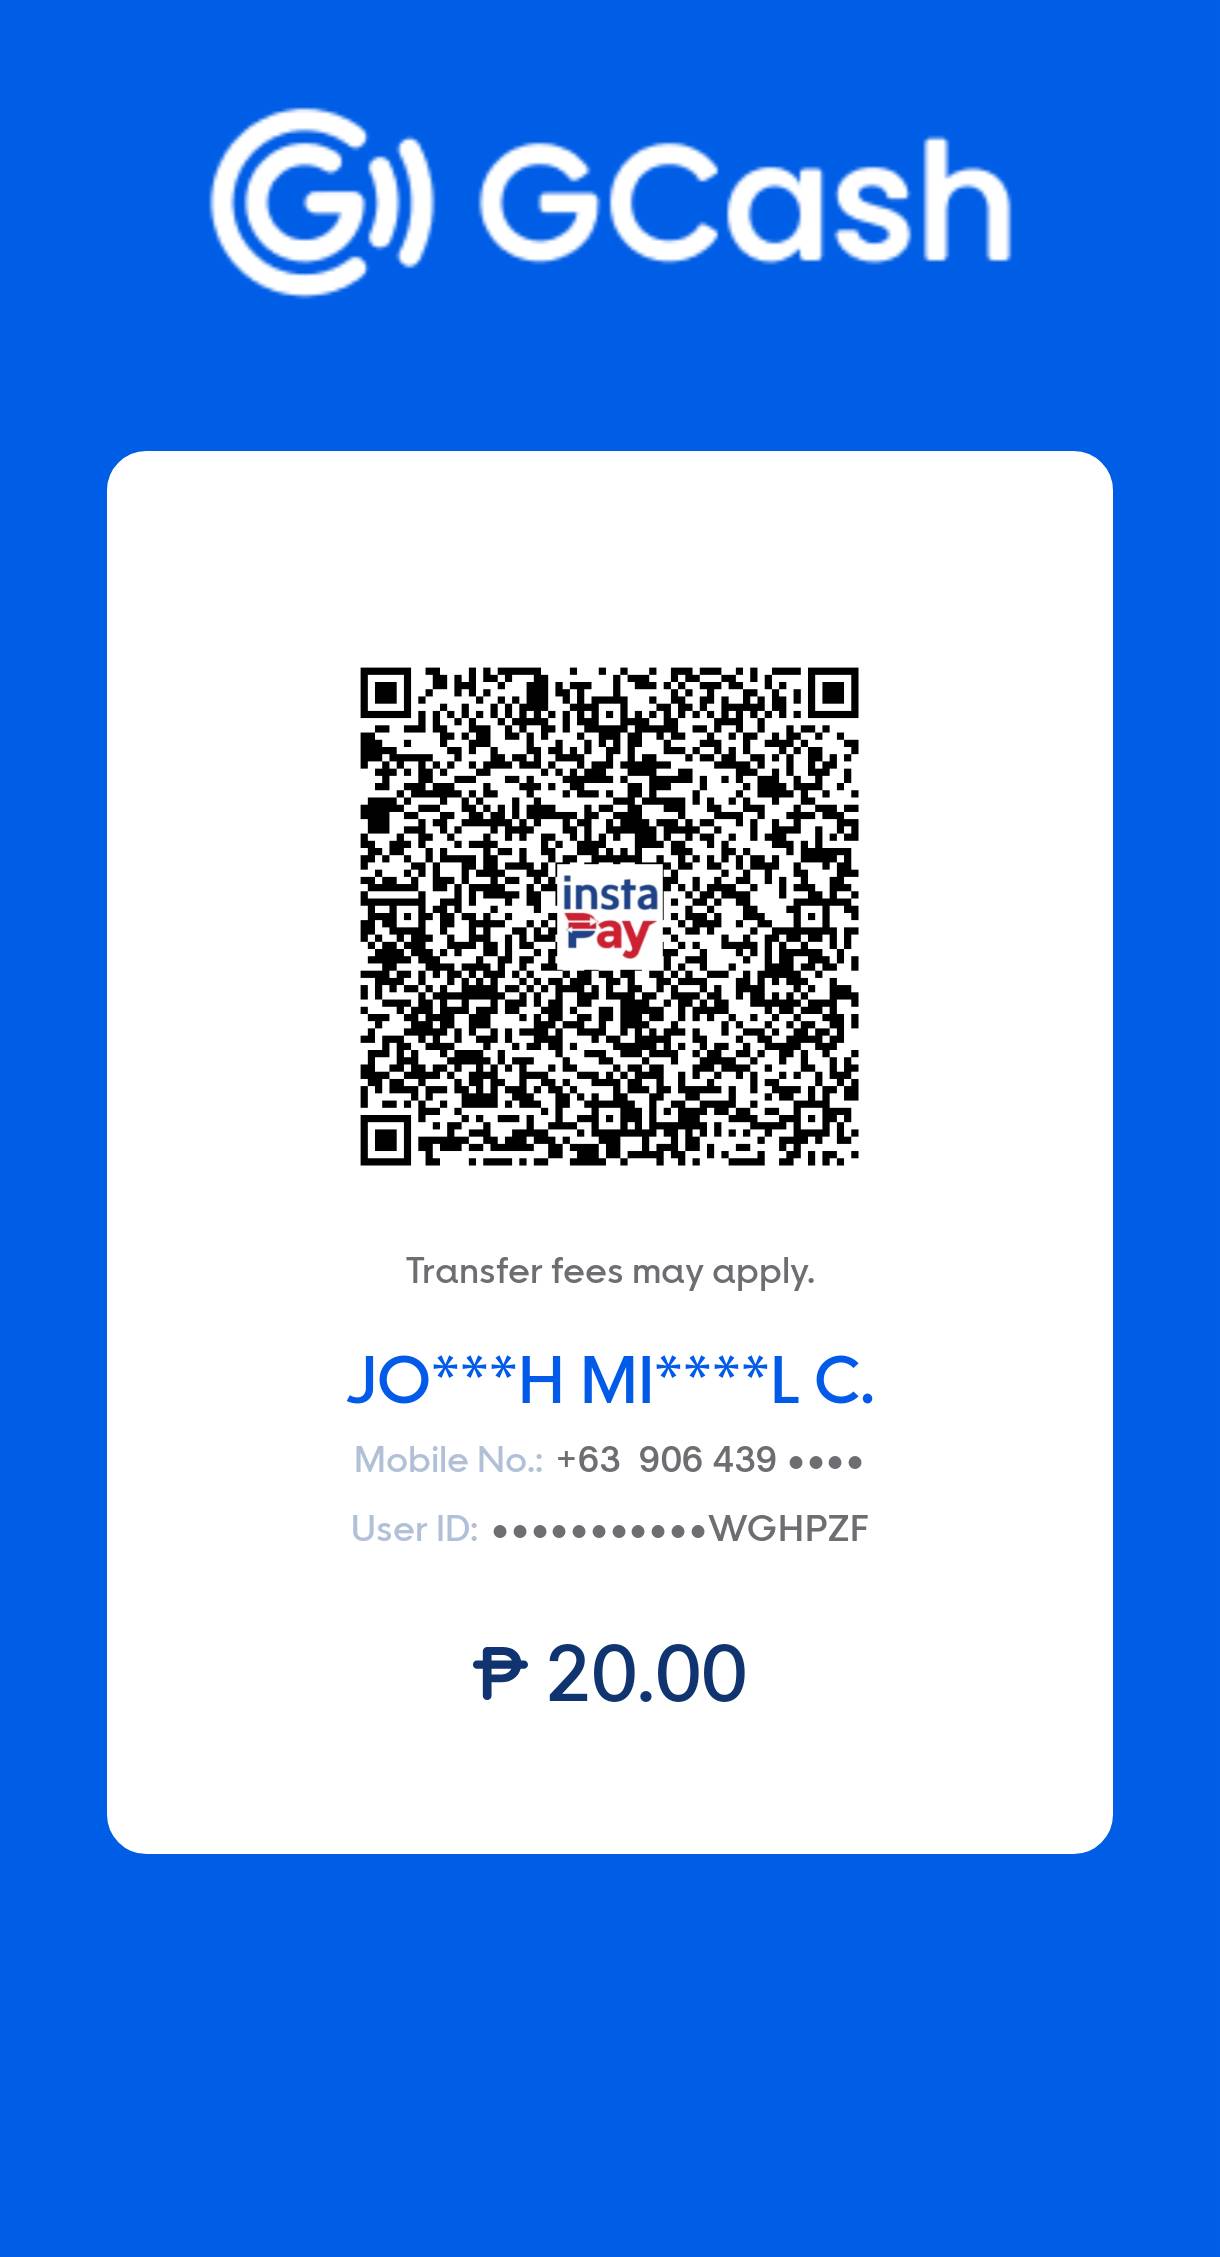 GCash
insta
Pay
Transfer fees may apply.
JO***H MI****L C.
Mobile No.: +63 906 439 ••••
User ID: •••••••••••WGHPZF
₱ 20.00